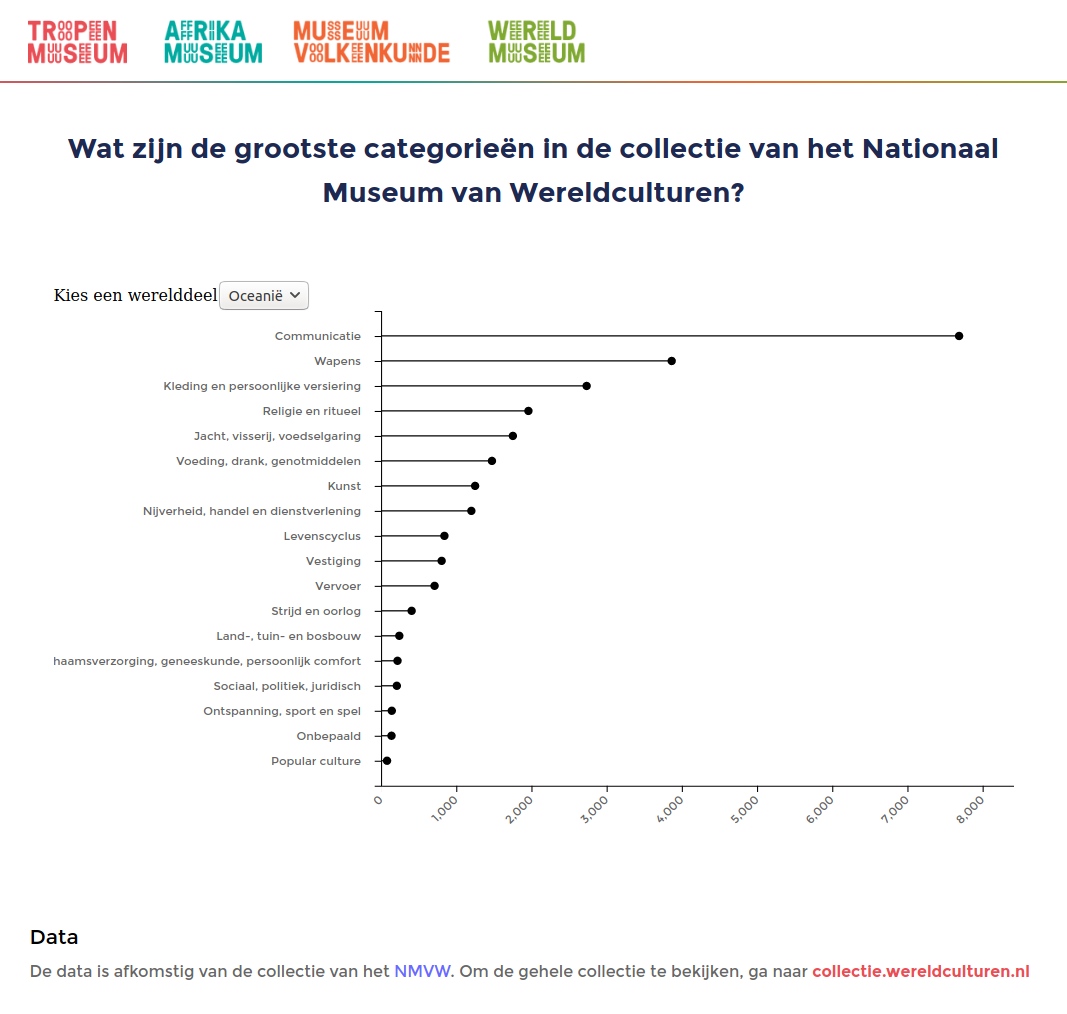 TROPEN MUSEUM
AFRIKA MUSEUM
MUSEUM VOLKENKUNDE
WERELD MUSEUM
Wat zijn de grootste categorieën in de collectie van het Nationaal
Museum van Wereldculturen?
Kies een werelddeel Oceanië
Communicatie
Wapens
Kleding en persoonlijke versiering
Religie en ritueel
Jacht, visserij, voedselgaring
Voeding, drank, genotmiddelen
Kunst
Nijverheid, handel en dienstverlening
Levenscyclus
Vestiging
Vervoer
Strijd en oorlog
Land-, tuin- en bosbouw
haamsverzorging, geneeskunde, persoonlijk comfort
Sociaal, politiek, juridisch
Ontspanning, sport en spel
Onbepaald
Popular culture
0 1,000 2,000 3,000 4,000 5,000 6,000 7,000 8,000
Data
De data is afkomstig van de collectie van het NMVW. Om de gehele collectie te bekijken, ga naar collectie.wereldculturen.nl